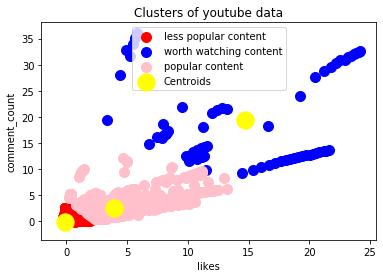 Clusters of youtube data
less popular content
worth watching content
popular content
Centroids
comment_count
35
30
25
20
15
10
5
0
0
5
10
15
20
25
likes